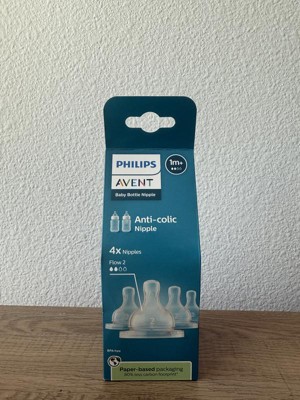 PHILIPS
AVENT
Baby Bottle Nipple
1m+
Anti-colic
Nipple
4x Nipples
Flow 2
Paper-based packaging